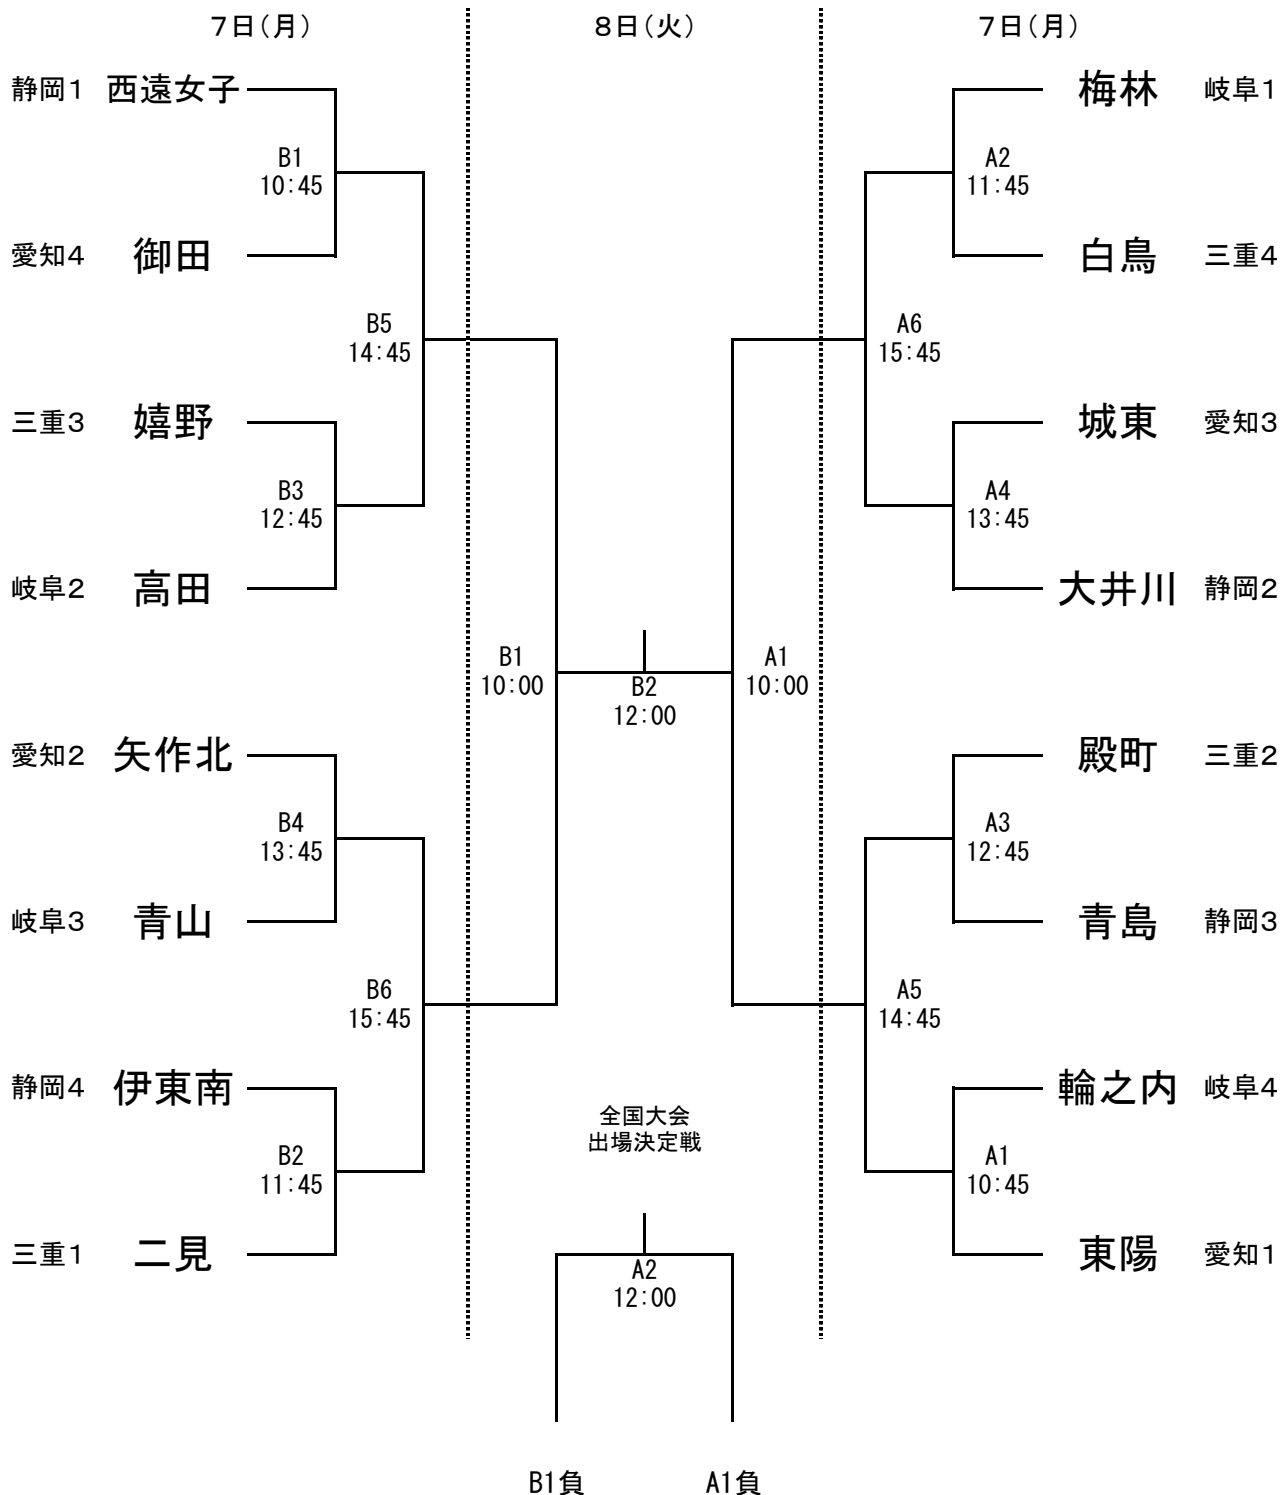 7日(月)
8日(火)
7日(月)
静岡1 西遠女子
梅林 岐阜1
B1
10:45
A2
11:45
愛知4 御田
白鳥 三重4
B5
14:45
A6
15:45
三重3 嬉野
城東 愛知3
B3
12:45
A4
13:45
岐阜2 高田
大井川 静岡2
B1
10:00
B2
12:00
A1
10:00
愛知2 矢作北
殿町 三重2
B4
13:45
A3
12:45
岐阜3 青山
青島 静岡3
B6
15:45
A5
14:45
静岡4 伊東南
輪之内 岐阜4
全国大会
出場決定戦
B2
11:45
A1
10:45
三重1 二見
東陽 愛知1
A2
12:00
B1負
A1負